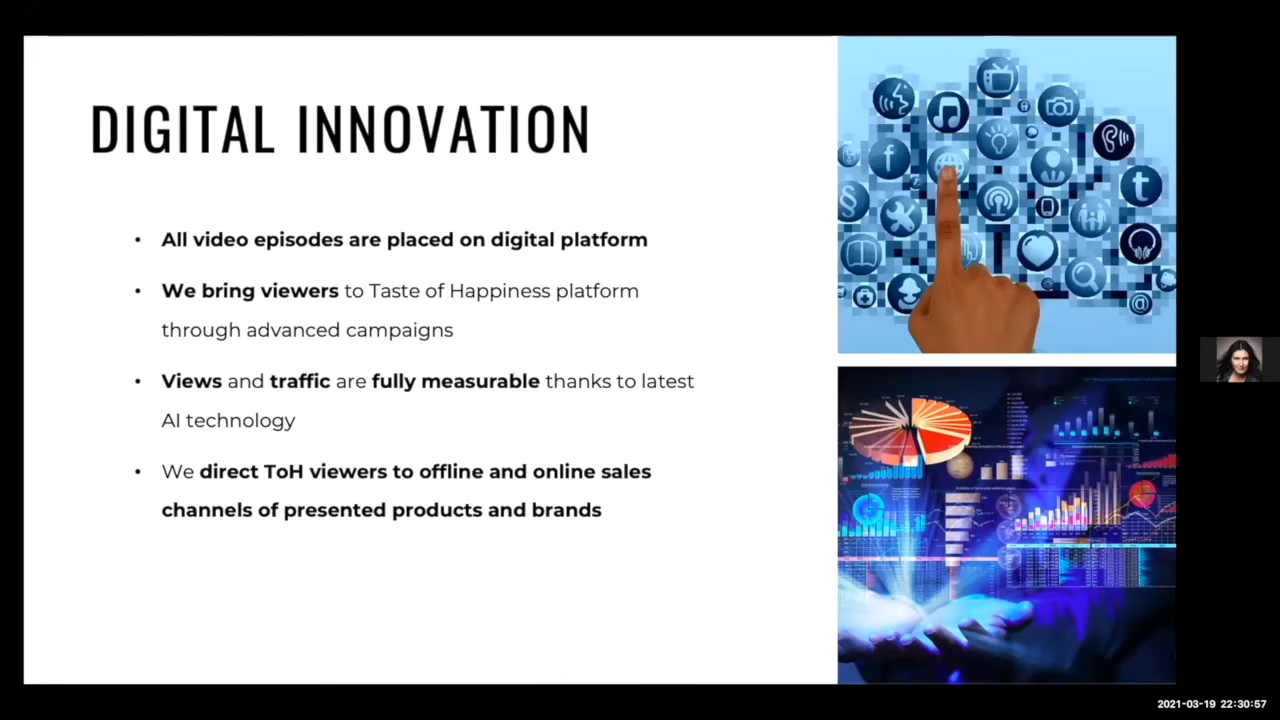 DIGITAL INNOVATION
• All video episodes are placed on digital platform
• We bring viewers to Taste of Happiness platform
through advanced campaigns
• Views and traffic are fully measurable thanks to latest
AI technology
• We direct ToH viewers to offline and online sales
channels of presented products and brands
2021-03-19 22:30:57